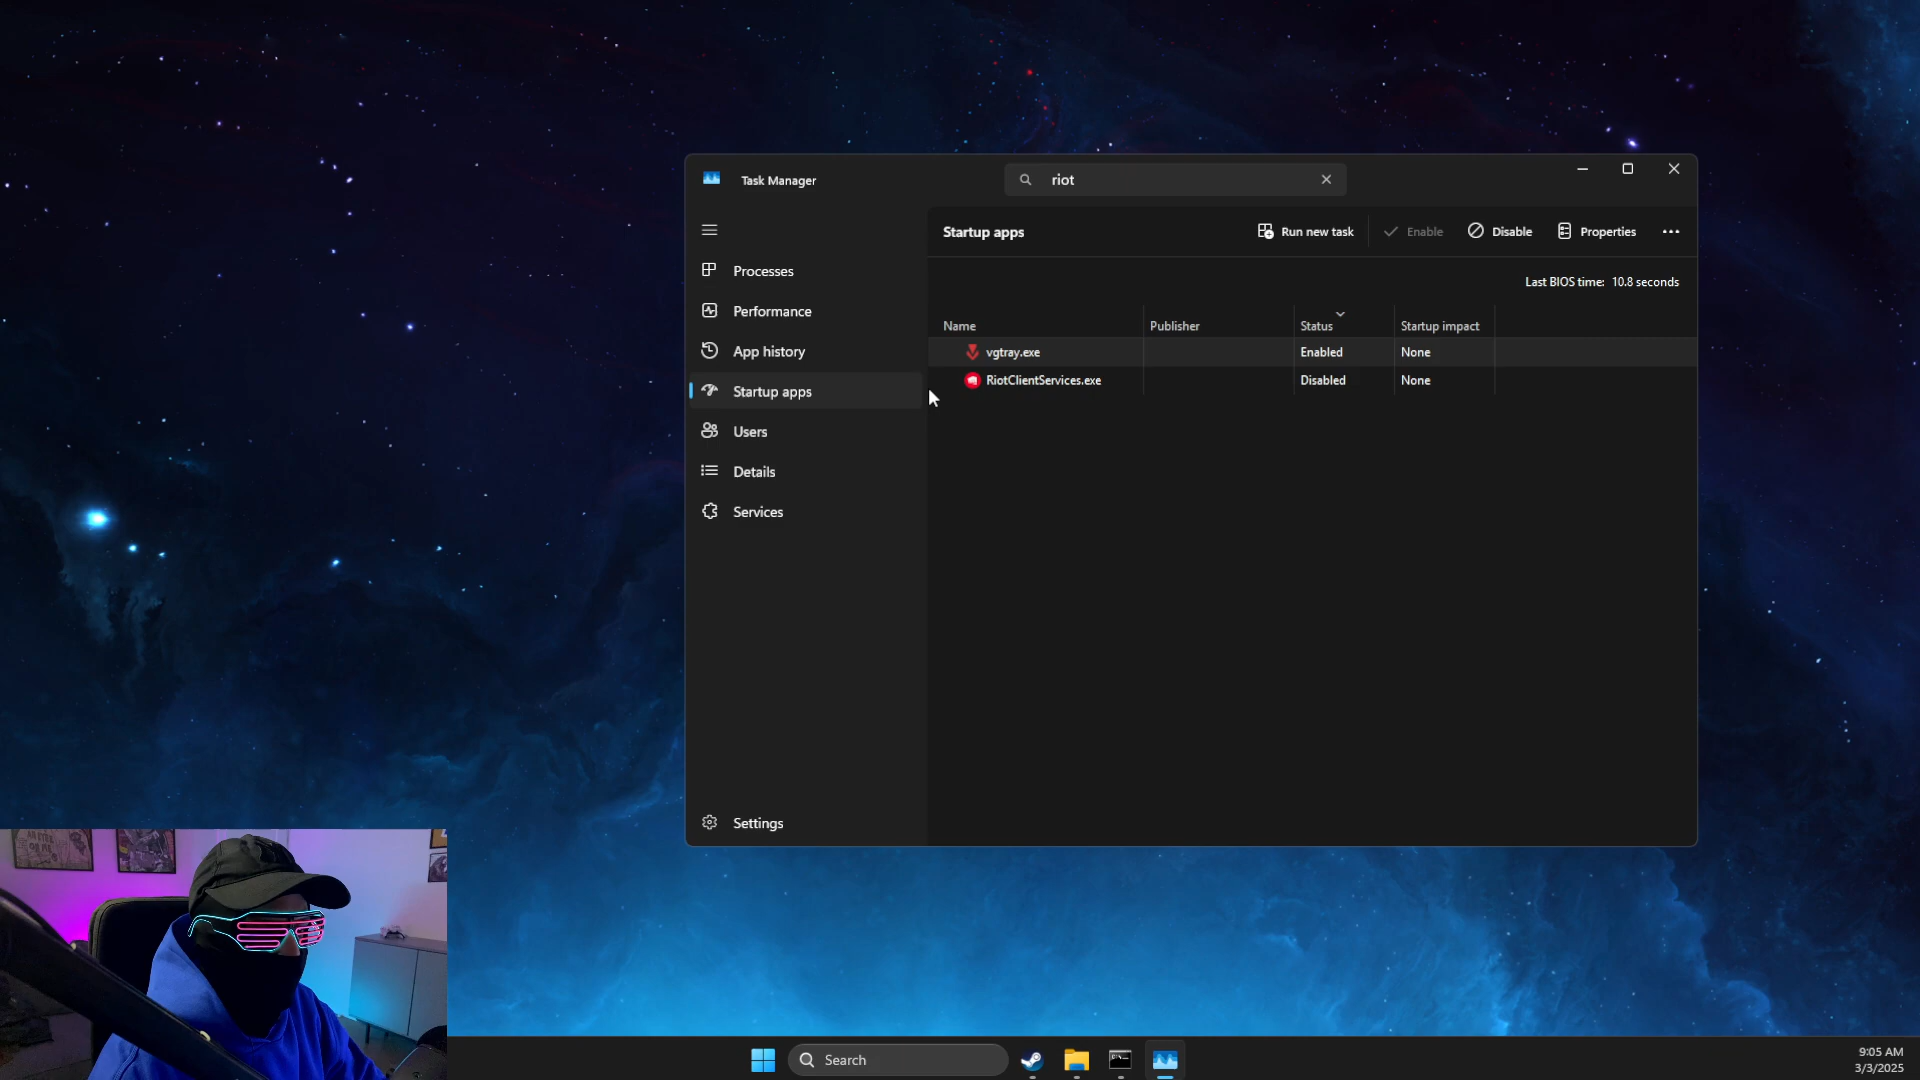 Task Manager
riot
Startup apps
Run new task
Enable
Disable
Properties
Last BIOS time: 10.8 seconds
Name
Publisher
Status
Startup impact
vgtray.exe
Enabled
None
RiotClientServices.exe
Disabled
None
Processes
Performance
App history
Startup apps
Users
Details
Services
Settings
Search
9:05 AM
3/3/2025